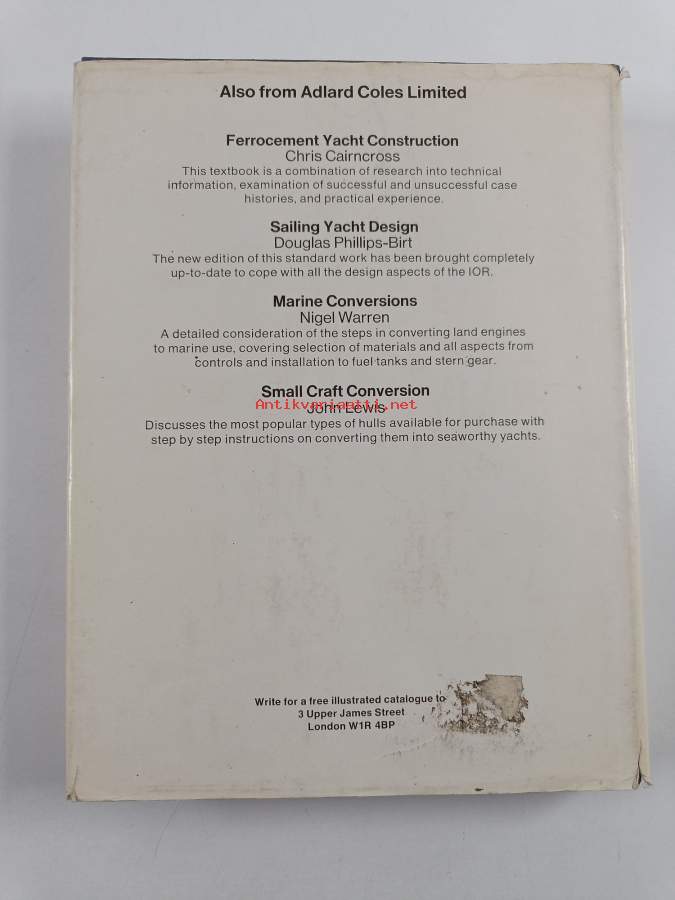 Also from Adlard Coles Limited
Ferrocement Yacht Construction
Chris Cairncross
This textbook is a combination of research into technical
information, examination of successful and unsuccessful case
histories, and practical experience.
Sailing Yacht Design
Douglas Phillips-Birt
The new edition of this standard work has been brought completely
up-to-date to cope with all the design aspects of the IOR.
Marine Conversions
Nigel Warren
A detailed consideration of the steps in converting land engines
to marine use, covering selection of materials and all aspects from
controls and installation to fuel tanks and stern gear.
Small Craft Conversion
Antikvariaatti.net
John Lewis
Discusses the most popular types of hulls available for purchase with
step by step instructions on converting them into seaworthy yachts.
Write for a free illustrated catalogue to
3 Upper James Street
London W1R 4BP